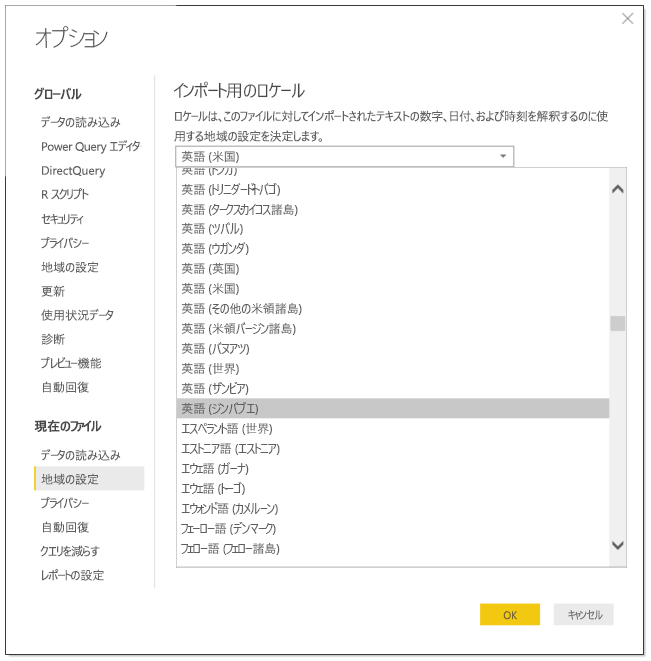 オプション
グローバル
データの読み込み
Power Query エディタ
DirectQuery
R スクリプト
セキュリティ
プライバシー
地域の設定
更新
使用状況データ
診断
プレビュー機能
自動回復
現在のファイル
データの読み込み
地域の設定
プライバシー
自動回復
クエリを減らす
レポートの設定
インポート用のロケール
ロケールは、このファイルに対してインポートされたテキストの数字、日付、および時刻を解釈するのに使
用する地域の設定を決定します。
英語 (米国)
英語 (トンガ)
英語 (トリニダード・トバゴ)
英語 (タークスカイコス諸島)
英語 (ツバル)
英語 (ウガンダ)
英語 (英国)
英語 (米国)
英語 (その他の米領諸島)
英語 (米領バージン諸島)
英語 (バヌアツ)
英語 (世界)
英語 (ザンビア)
英語 (ジンバブエ)
エスペラント語 (世界)
エストニア語 (エストニア)
エウェ語 (ガーナ)
エウェ語 (トーゴ)
エウォンド語 (カメルーン)
フェーロー語 (デンマーク)
フェロー語 (フェロー諸島)
OK
キャンセル